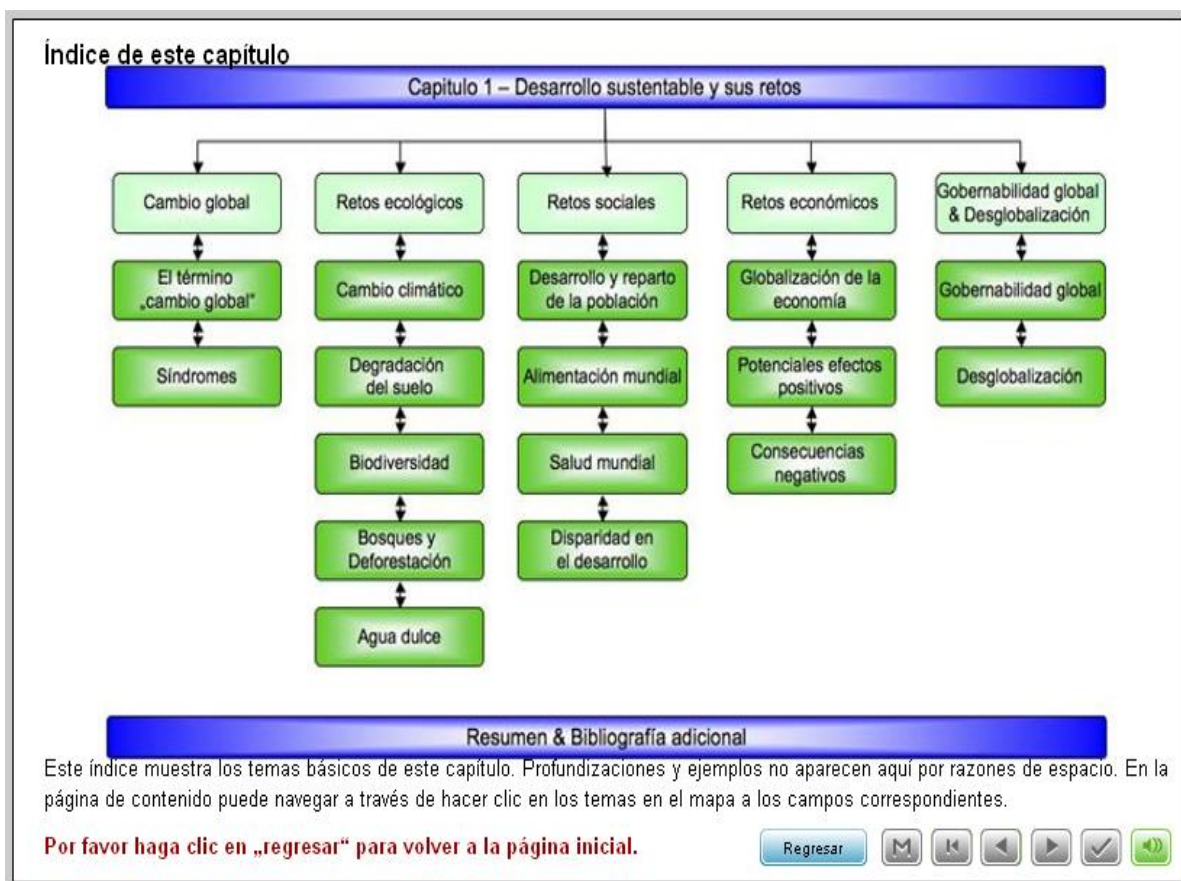 Índice de este capítulo
Capitulo 1 – Desarrollo sustentable y sus retos
Cambio global
Retos ecológicos
Retos sociales
Retos económicos
Gobernabilidad global
& Desglobalización
El término
„cambio global“
Cambio climático
Desarrollo y reparto
de la población
Globalización de la
economía
Gobernabilidad global
Síndromes
Degradación
del suelo
Alimentación mundial
Potenciales efectos
positivos
Desglobalización
Biodiversidad
Salud mundial
Consecuencias
negativos
Bosques y
Deforestación
Disparidad en
el desarrollo
Agua dulce
Resumen & Bibliografía adicional
Este índice muestra los temas básicos de este capítulo. Profundizaciones y ejemplos no aparecen aquí por razones de espacio. En la
página de contenido puede navegar a través de hacer clic en los temas en el mapa a los campos correspondientes.
Por favor haga clic en „regresar“ para volver a la página inicial.
Regresar
M